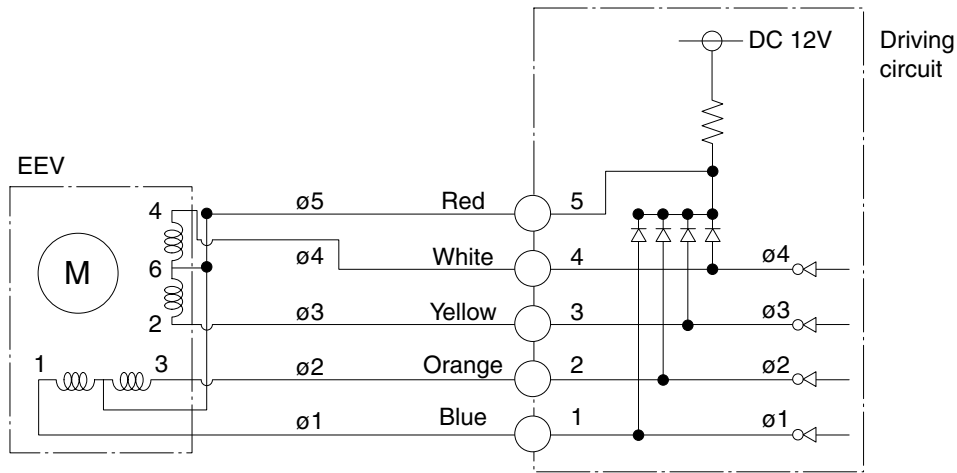 DC 12V
Driving
circuit
EEV
M
4
6
2
1
3
ø5 Red 5
ø4 White 4 ø4
ø3 Yellow 3 ø3
ø2 Orange 2 ø2
ø1 Blue 1 ø1